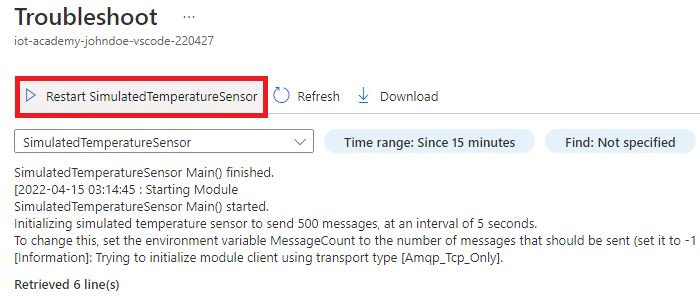 Troubleshoot ...
iot-academy-johndoe-vscode-220427
Restart SimulatedTemperatureSensor Refresh Download
SimulatedTemperatureSensor Time range: Since 15 minutes Find: Not specified
SimulatedTemperatureSensor Main() finished.
[2022-04-15 03:14:45 : Starting Module
SimulatedTemperatureSensor Main() started.
Initializing simulated temperature sensor to send 500 messages, at an interval of 5 seconds.
To change this, set the environment variable MessageCount to the number of messages that should be sent (set it to -1
[Information]: Trying to initialize module client using transport type [Amqp_Tcp_Only].
Retrieved 6 line(s)